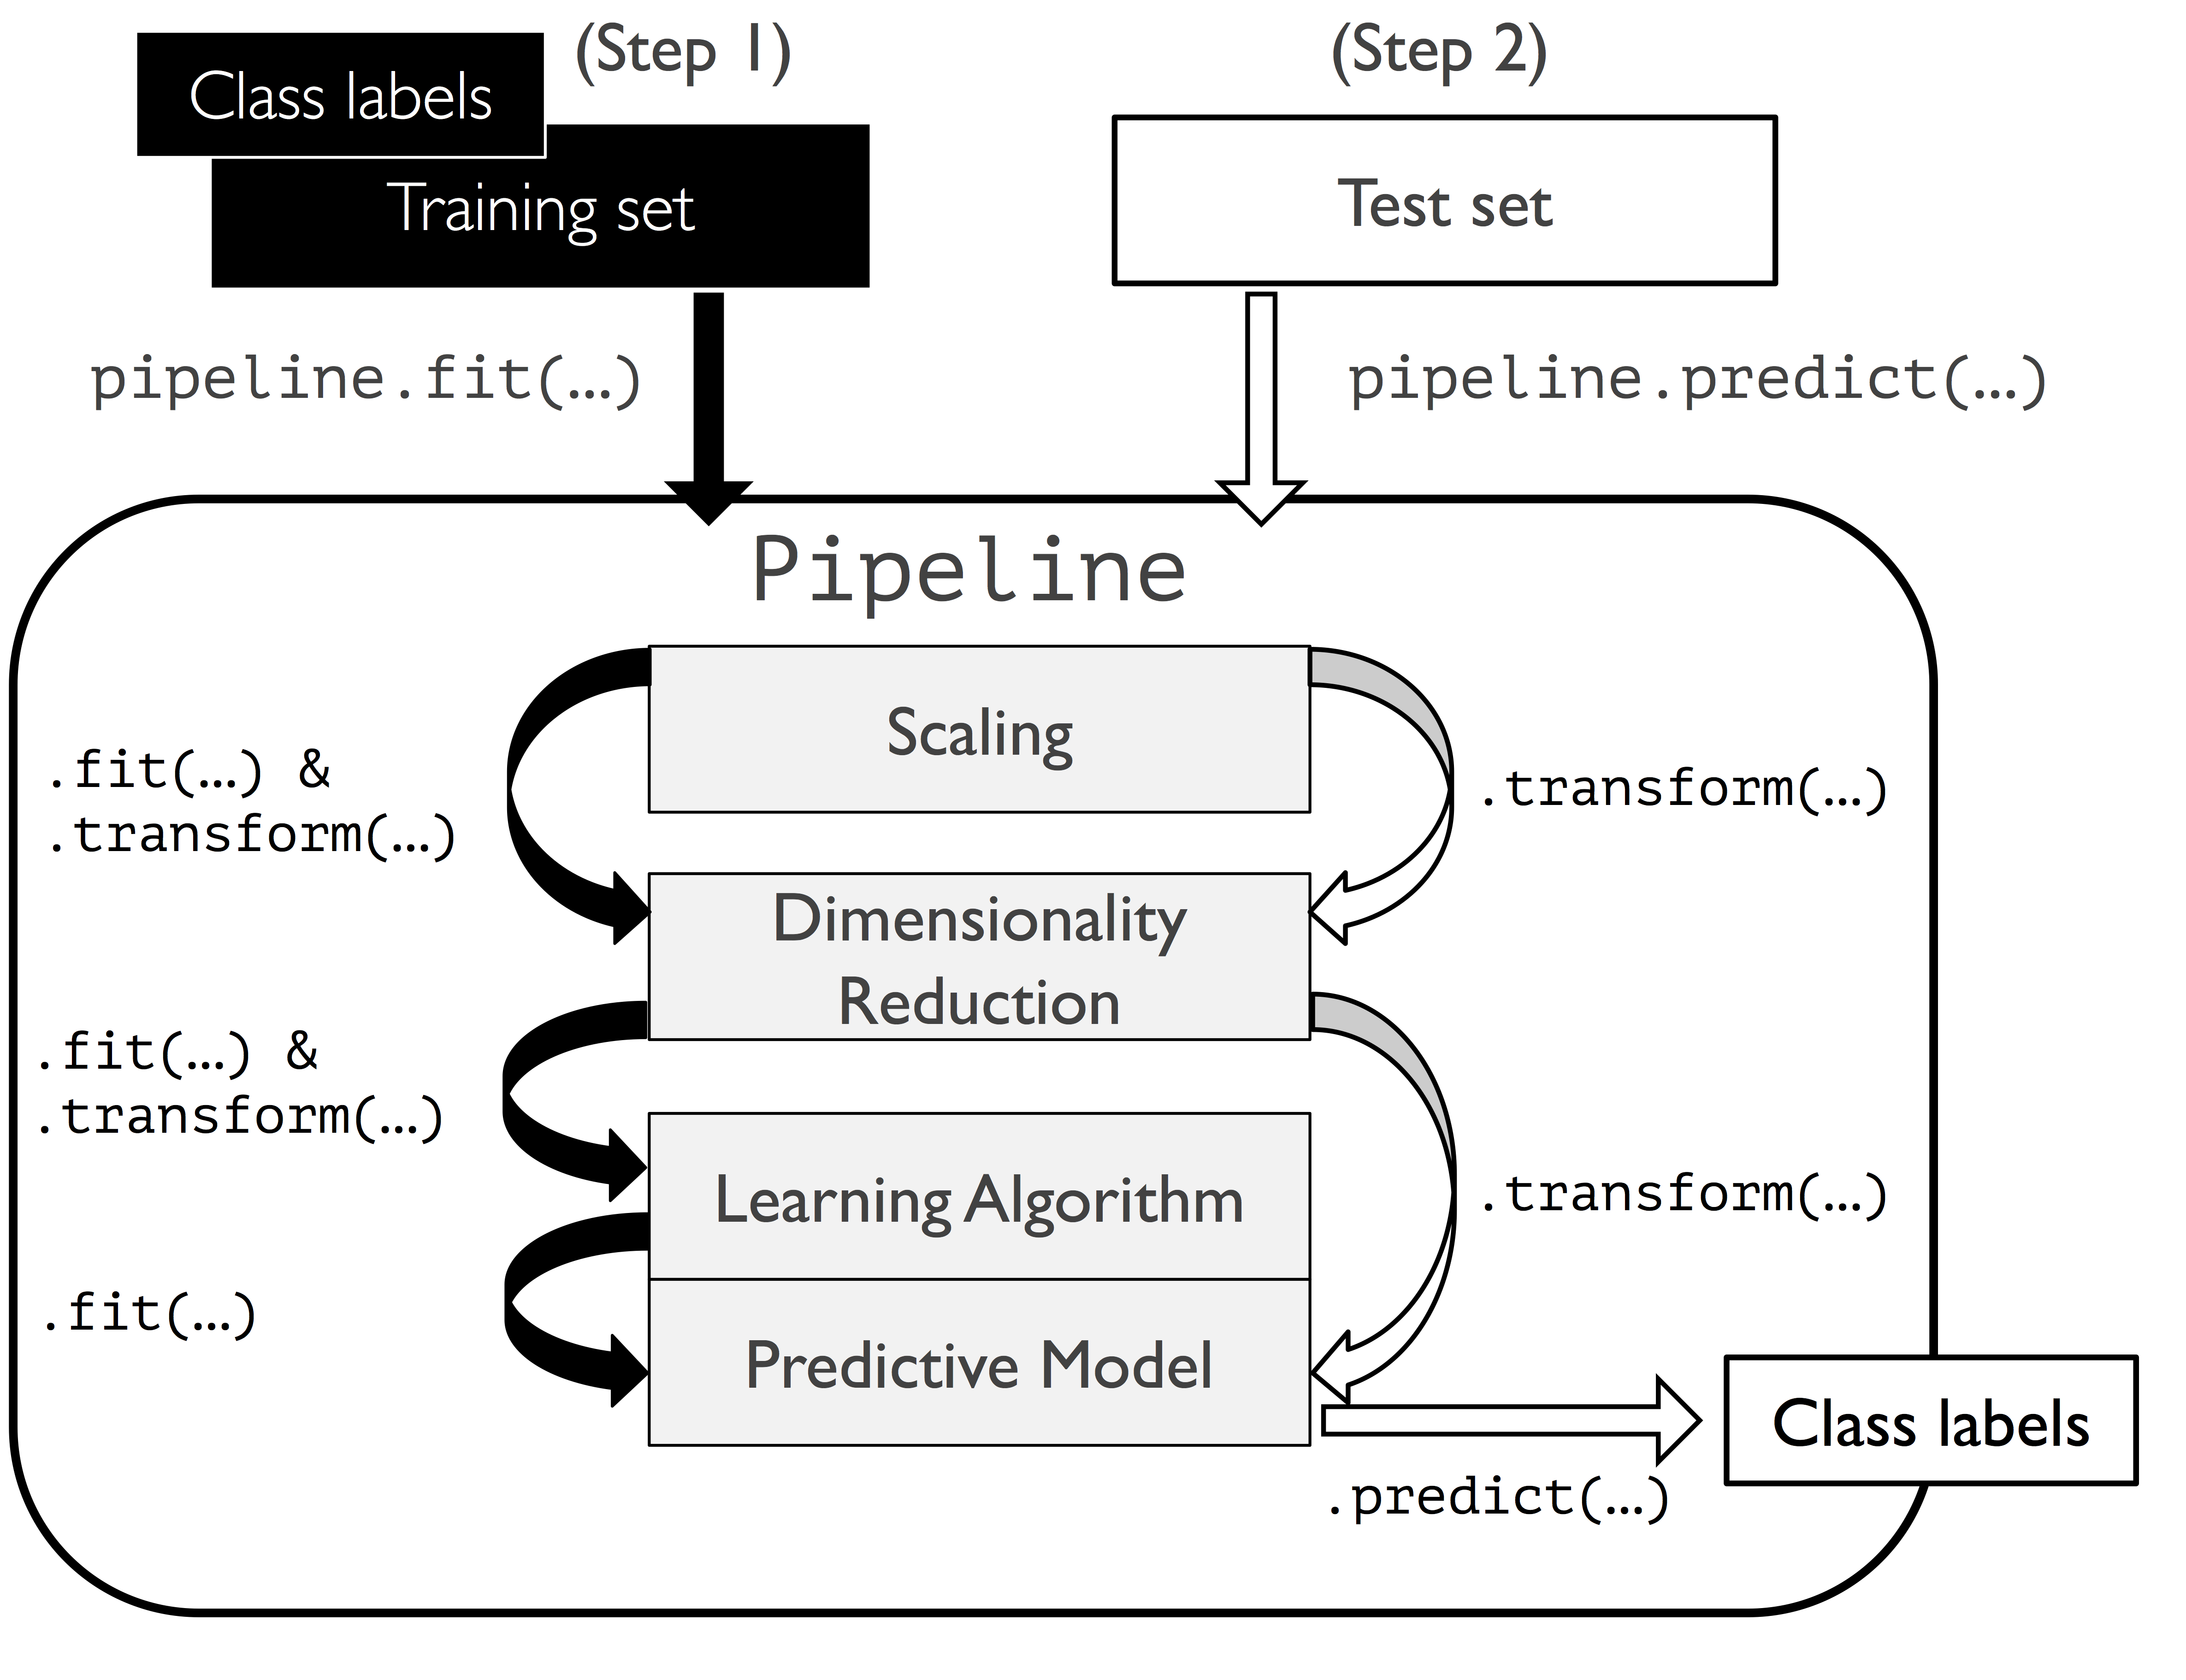 (Step 1)
Class labels
Training set
pipeline.fit(…)
(Step 2)
Test set
pipeline.predict(…)
Pipeline
Scaling
.fit(…) &
.transform(…)
.transform(…)
Dimensionality
Reduction
.fit(…) &
.transform(…)
.transform(…)
Learning Algorithm
.fit(…)
Predictive Model
.predict(…)
Class labels